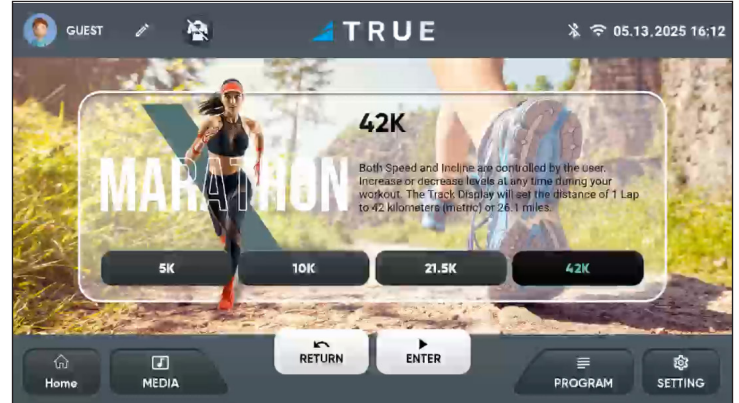 GUEST
TRUE
05.13.2025 16:12
42K
MARATHON
Both Speed and Incline are controlled by the user.
Increase or decrease levels at any time during your
workout. The Track Display will set the distance of 1 Lap
to 42 kilometers (metric) or 26.1 miles.
5K
10K
21.5K
42K
RETURN
ENTER
Home
MEDIA
PROGRAM
SETTING